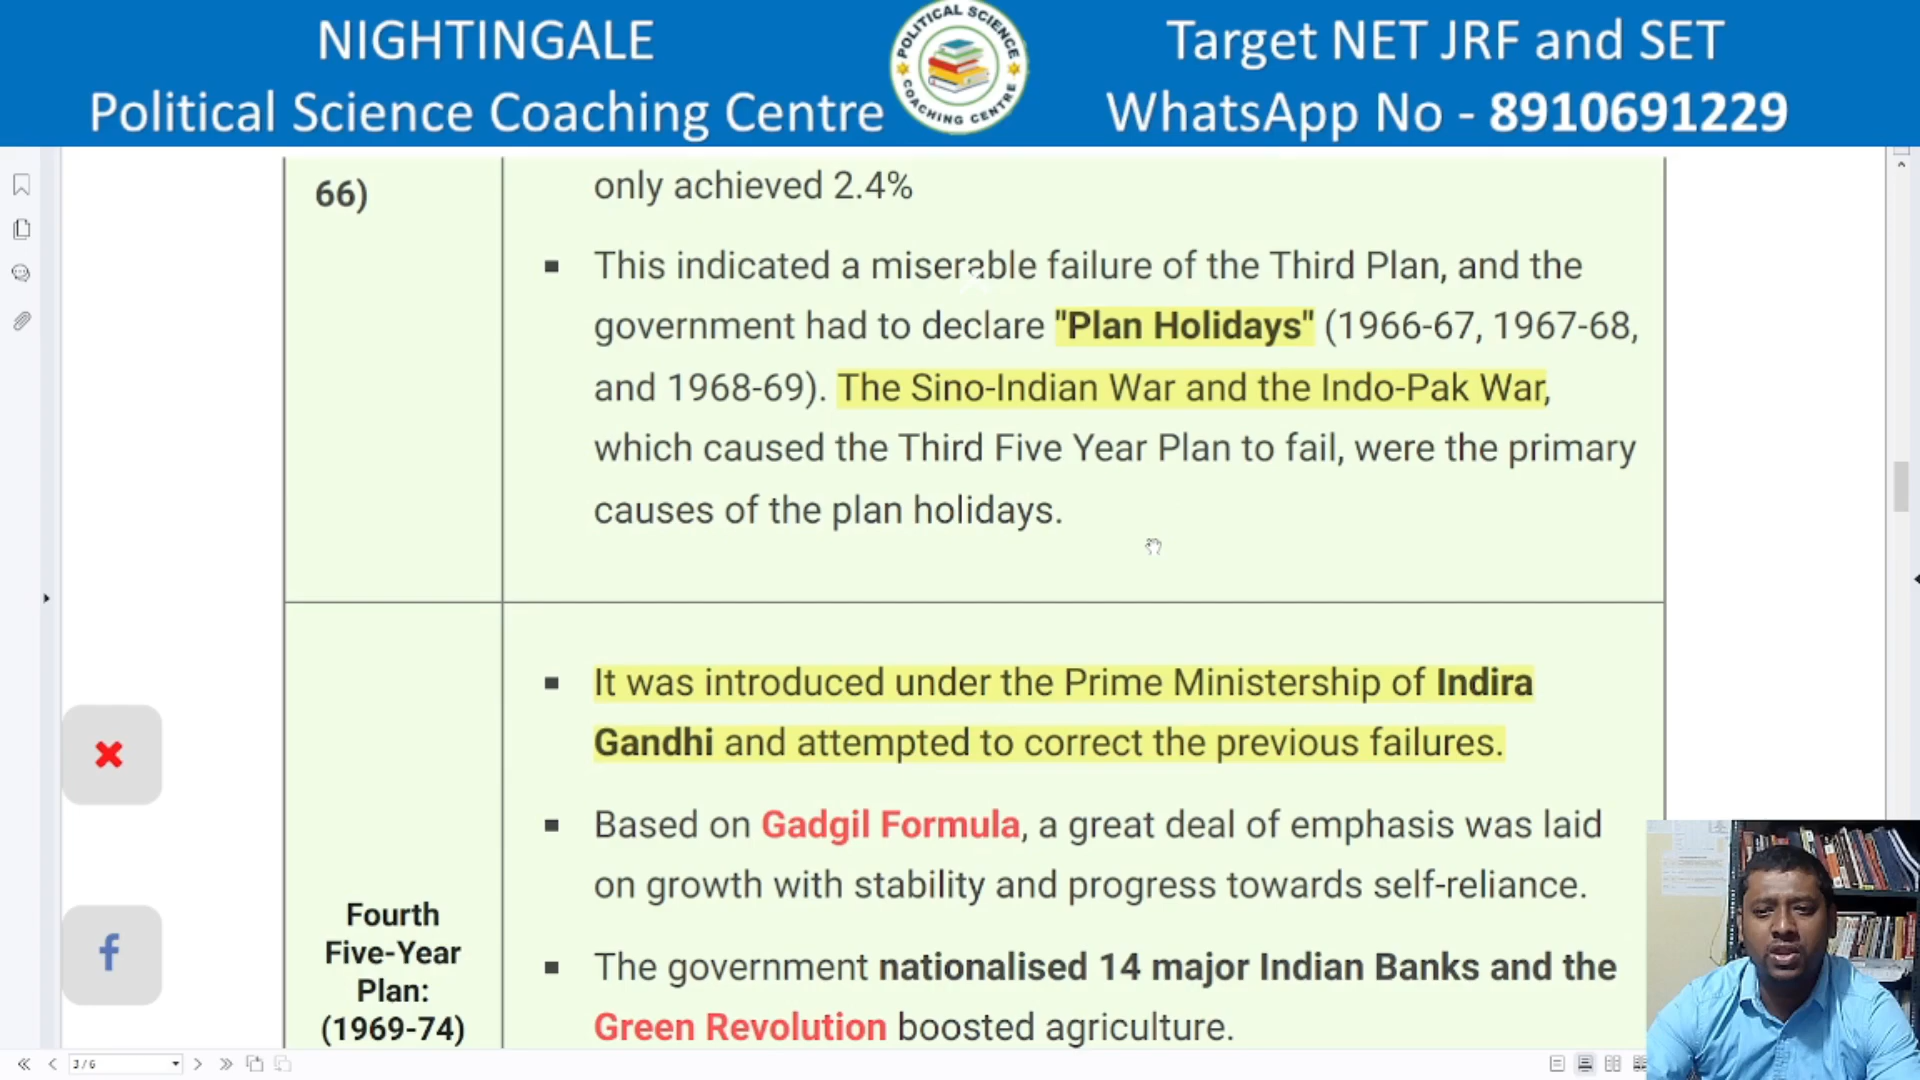 NIGHTINGALE
Political Science Coaching Centre
POLITICAL SCIENCE
COACHING CENTRE
Target NET JRF and SET
WhatsApp No - 8910691229
66)
only achieved 2.4%
▪ This indicated a miserable failure of the Third Plan, and the
government had to declare "Plan Holidays" (1966-67, 1967-68,
and 1968-69). The Sino-Indian War and the Indo-Pak War,
which caused the Third Five Year Plan to fail, were the primary
causes of the plan holidays.
Fourth
Five-Year
Plan:
(1969-74)
▪ It was introduced under the Prime Ministership of Indira
Gandhi and attempted to correct the previous failures.
▪ Based on Gadgil Formula, a great deal of emphasis was laid
on growth with stability and progress towards self-reliance.
▪ The government nationalised 14 major Indian Banks and the
Green Revolution boosted agriculture.
3/6